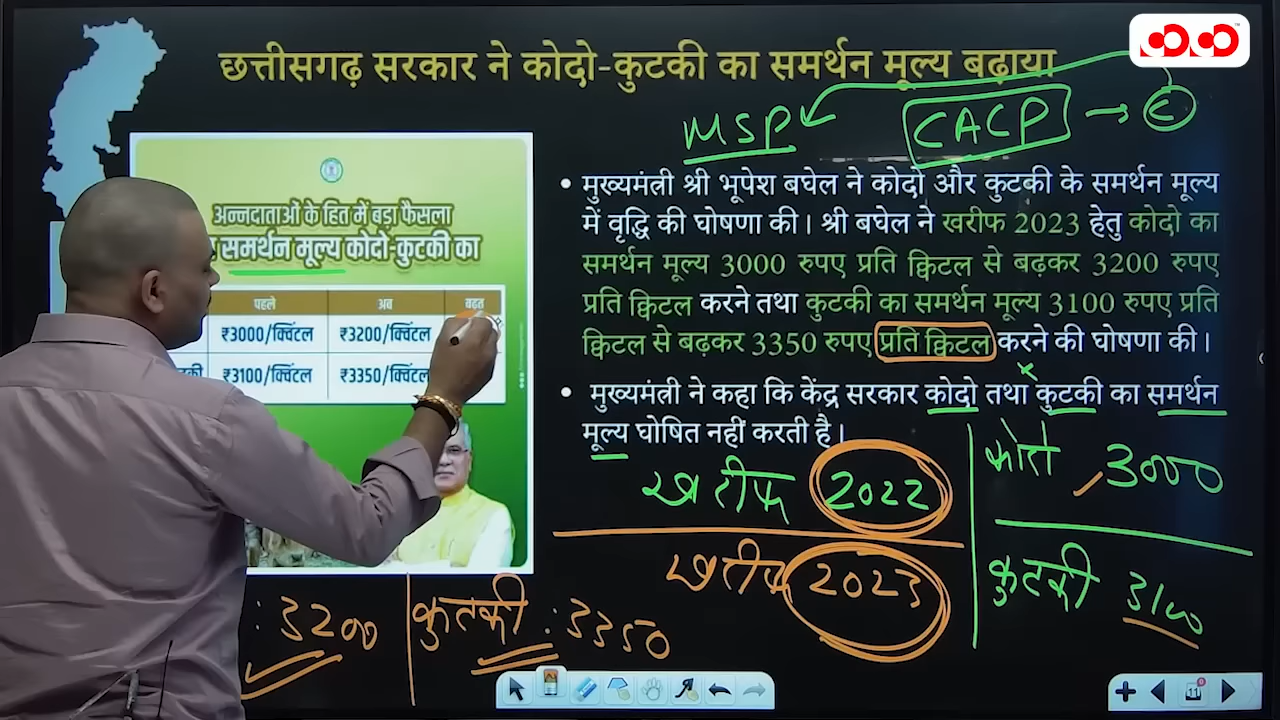 छत्तीसगढ़ सरकार ने कोदो-कुटकी का समर्थन मूल्य बढ़ाया
MSP CACP → C
अन्नदाताओं के हित में बड़ा फैसला
समर्थन मूल्य कोदो-कुटकी का
पहले अब बढ़त
₹3000/क्विंटल ₹3200/क्विंटल
₹3100/क्विंटल ₹3350/क्विंटल
• मुख्यमंत्री श्री भूपेश बघेल ने कोदो और कुटकी के समर्थन मूल्य
में वृद्धि की घोषणा की। श्री बघेल ने खरीफ 2023 हेतु कोदो का
समर्थन मूल्य 3000 रुपए प्रति क्विटल से बढ़कर 3200 रुपए
प्रति क्विटल करने तथा कुटकी का समर्थन मूल्य 3100 रुपए प्रति
क्विटल से बढ़कर 3350 रुपए प्रति क्विटल करने की घोषणा की।
• मुख्यमंत्री ने कहा कि केंद्र सरकार कोदो तथा कुटकी का समर्थन
मूल्य घोषित नहीं करती है।
खरीफ 2022
3000
खरीफ 2023
कुटकी 3100
: 3200 कुतकी : 3350
11